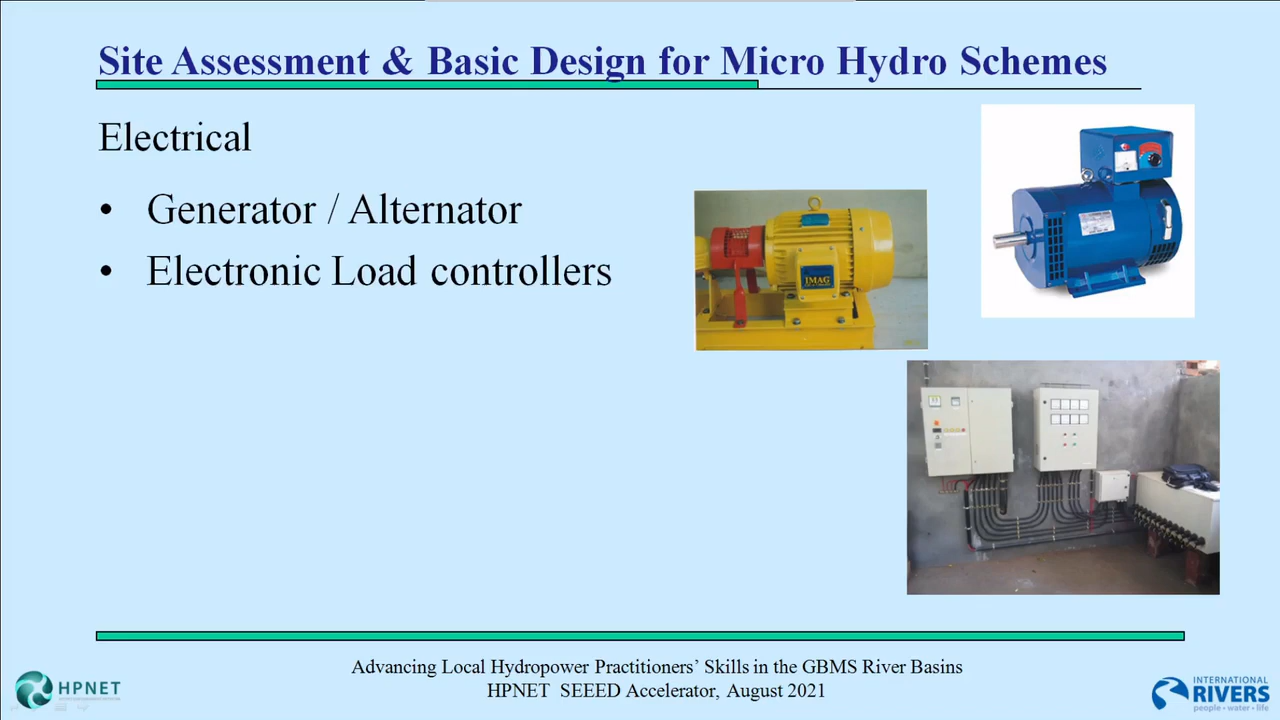 Site Assessment & Basic Design for Micro Hydro Schemes
Electrical
• Generator / Alternator
• Electronic Load controllers
Advancing Local Hydropower Practitioners’ Skills in the GBMS River Basins
HPNET SEEED Accelerator, August 2021
HPNET
INTERNATIONAL
RIVERS
people • water • life